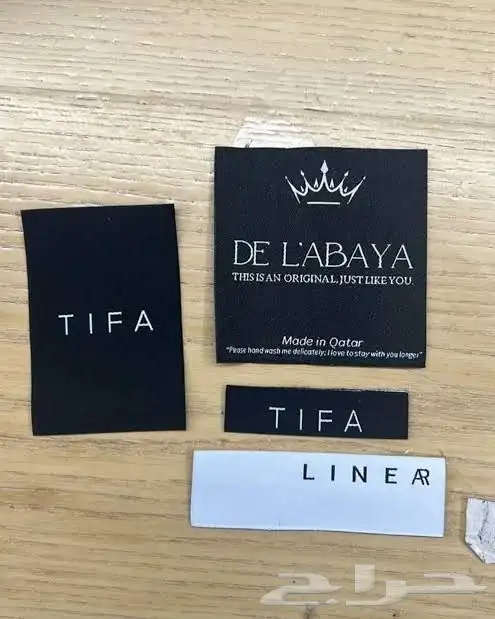 TIFA
DE L'ABAYA
THIS IS AN ORIGINAL, JUST LIKE YOU.
Made in Qatar
"Please hand wash me delicately; I love to stay with you longer"
TIFA
LINEAR
حراج